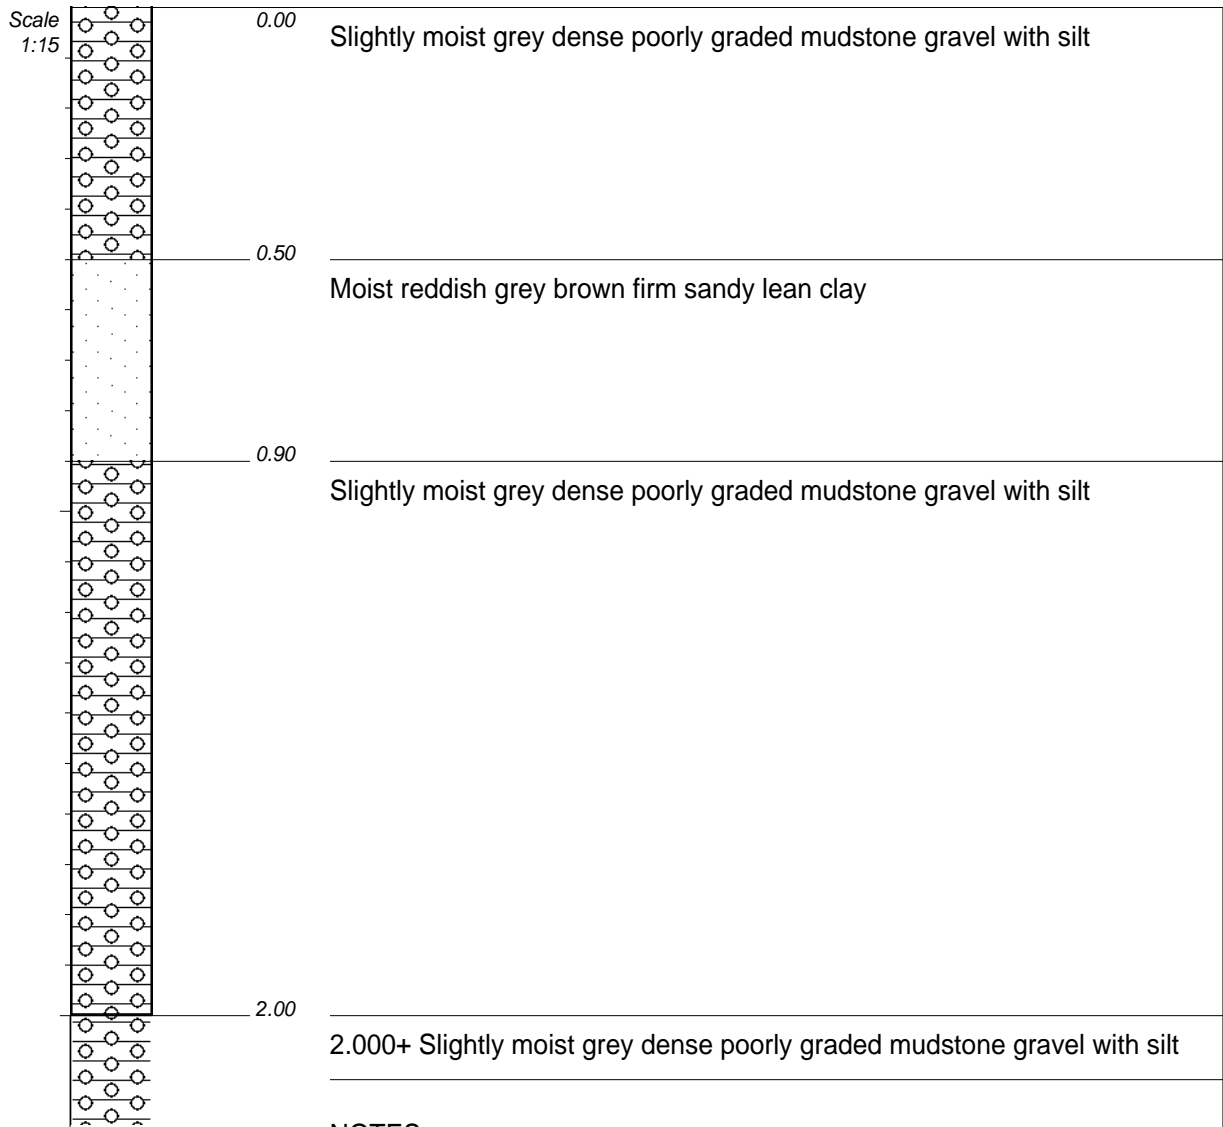 Scale
1:15
0.00
Slightly moist grey dense poorly graded mudstone gravel with silt
0.50
Moist reddish grey brown firm sandy lean clay
0.90
Slightly moist grey dense poorly graded mudstone gravel with silt
2.00
2.000+ Slightly moist grey dense poorly graded mudstone gravel with silt
NOTES